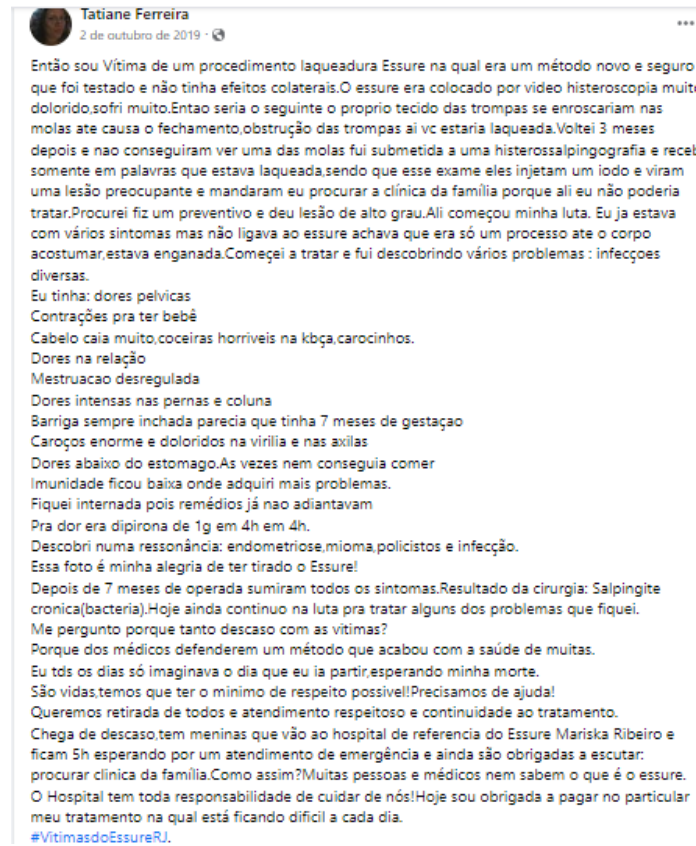 Tatiane Ferreira
2 de outubro de 2019 ·
Então sou Vítima de um procedimento laqueadura Essure na qual era um método novo e seguro
que foi testado e não tinha efeitos colaterais.O essure era colocado por video histeroscopia muit
dolorido,sofri muito.Entao seria o seguinte o proprio tecido das trompas se enroscariam nas
molas ate causa o fechamento,obstrução das trompas ai vc estaria laqueada.Voltei 3 meses
depois e nao conseguiram ver uma das molas fui submetida a uma histerossalpingografia e receb
somente em palavras que estava laqueada,sendo que esse exame eles injetam um iodo e viram
uma lesão preocupante e mandaram eu procurar a clínica da família porque ali eu não poderia
tratar.Procurei fiz um preventivo e deu lesão de alto grau.Ali começou minha luta. Eu ja estava
com vários sintomas mas não ligava ao essure achava que era só um processo ate o corpo
acostumar,estava enganada.Começei a tratar e fui descobrindo vários problemas : infecçoes
diversas.
Eu tinha: dores pelvicas
Contrações pra ter bebê
Cabelo caia muito,coceiras horriveis na kbça,carocinhos.
Dores na relação
Mestruacao desregulada
Dores intensas nas pernas e coluna
Barriga sempre inchada parecia que tinha 7 meses de gestaçao
Caroços enorme e doloridos na virilia e nas axilas
Dores abaixo do estomago.As vezes nem conseguia comer
Imunidade ficou baixa onde adquiri mais problemas.
Fiquei internada pois remédios já nao adiantavam
Pra dor era dipirona de 1g em 4h em 4h.
Descobri numa ressonância: endometriose,mioma,policistos e infecção.
Essa foto é minha alegria de ter tirado o Essure!
Depois de 7 meses de operada sumiram todos os sintomas.Resultado da cirurgia: Salpingite
cronica(bacteria).Hoje ainda continuo na luta pra tratar alguns dos problemas que fiquei.
Me pergunto porque tanto descaso com as vitimas?
Porque dos médicos defenderem um método que acabou com a saúde de muitas.
Eu tds os dias só imaginava o dia que eu ia partir,esperando minha morte.
São vidas,temos que ter o minimo de respeito possivel!Precisamos de ajuda!
Queremos retirada de todos e atendimento respeitoso e continuidade ao tratamento.
Chega de descaso,tem meninas que vão ao hospital de referencia do Essure Mariska Ribeiro e
ficam 5h esperando por um atendimento de emergência e ainda são obrigadas a escutar:
procurar clinica da família.Como assim?Muitas pessoas e médicos nem sabem o que é o essure.
O Hospital tem toda responsabilidade de cuidar de nós!Hoje sou obrigada a pagar no particular
meu tratamento na qual está ficando dificil a cada dia.
#VitimasdoEssureRJ.